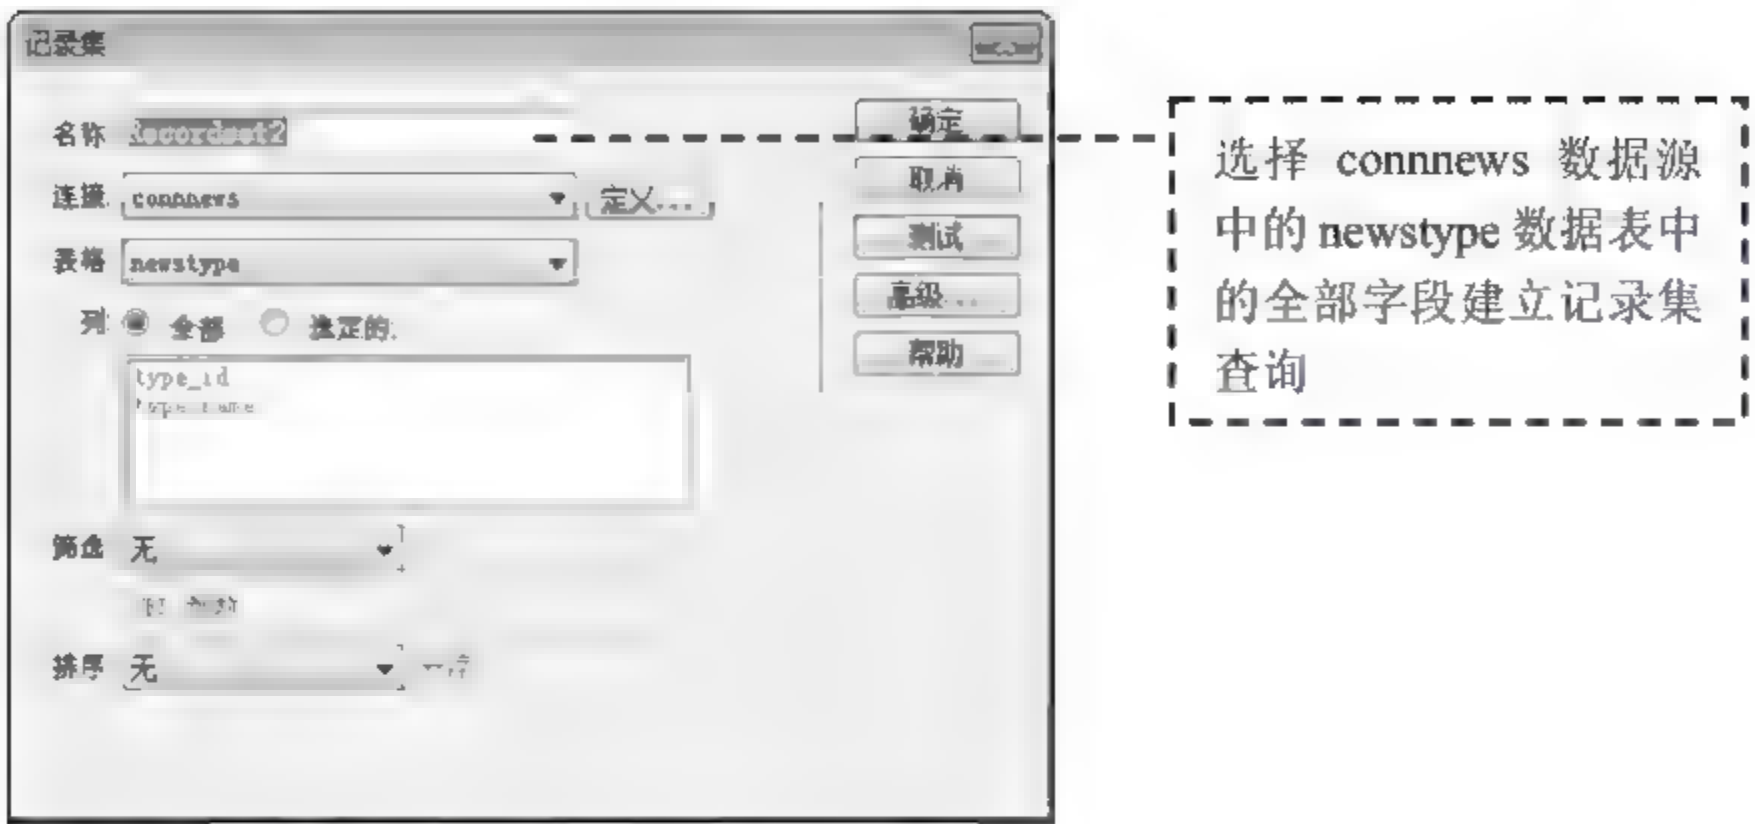 记录集
名称 Recordset2
连接 connnews 定义...
表格 newstype
列: 全部 选定的:
type_id
筛选 无
排序 无
确定
取消
测试
高级...
帮助
选择 connnews 数据源
中的 newstype 数据表中
的全部字段建立记录集
查询